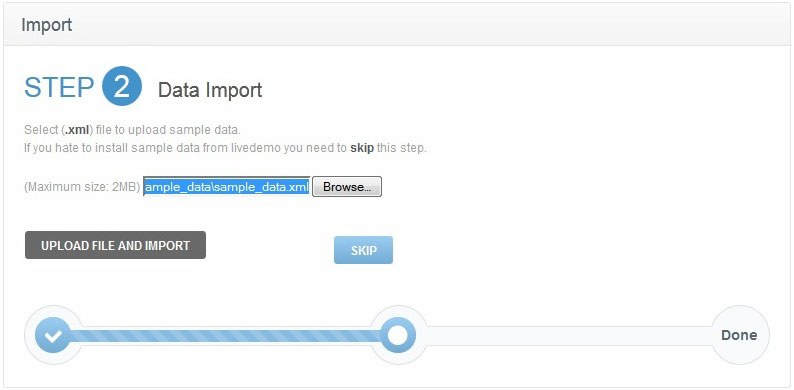 Import
STEP 2 Data Import
Select (.xml) file to upload sample data.
If you hate to install sample data from livedemo you need to skip this step.
(Maximum size: 2MB) ample_data\sample_data.xml Browse...
UPLOAD FILE AND IMPORT
SKIP
Done